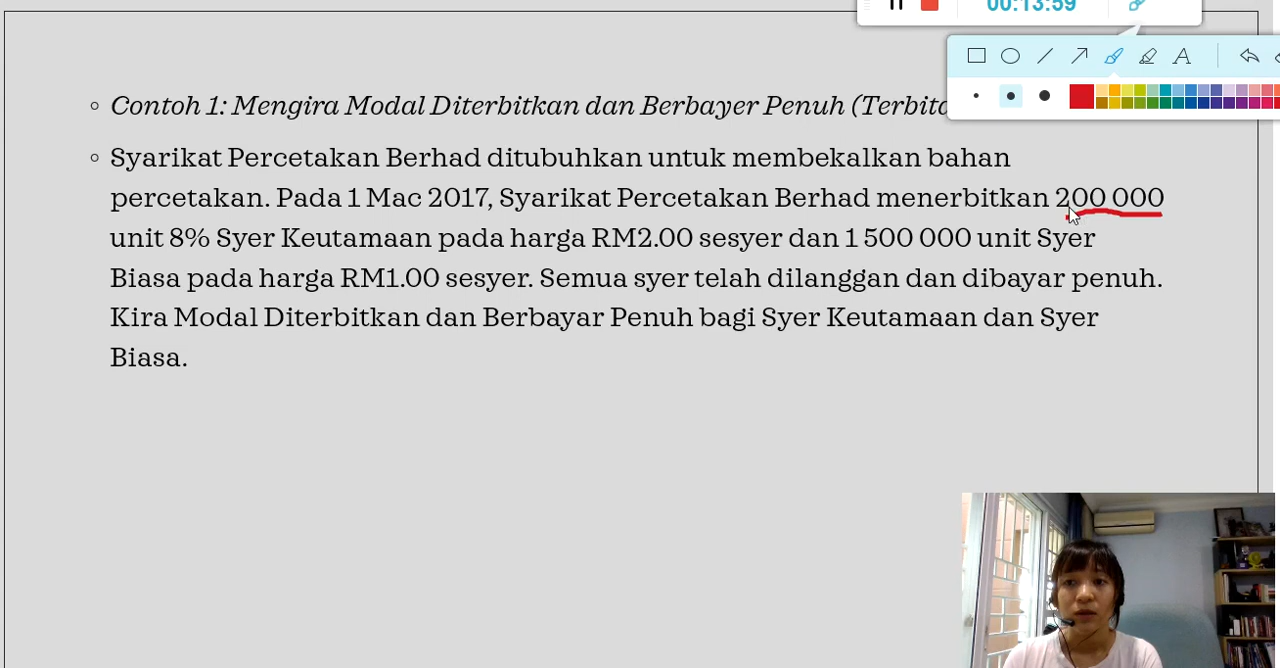 00:13:59
A
Contoh 1: Mengira Modal Diterbitkan dan Berbayer Penuh
Syarikat Percetakan Berhad ditubuhkan untuk membekalkan bahan
percetakan. Pada 1 Mac 2017, Syarikat Percetakan Berhad menerbitkan 200 000
unit 8% Syer Keutamaan pada harga RM2.00 sesyer dan 1 500 000 unit Syer
Biasa pada harga RM1.00 sesyer. Semua syer telah dilanggan dan dibayar penuh.
Kira Modal Diterbitkan dan Berbayar Penuh bagi Syer Keutamaan dan Syer
Biasa.